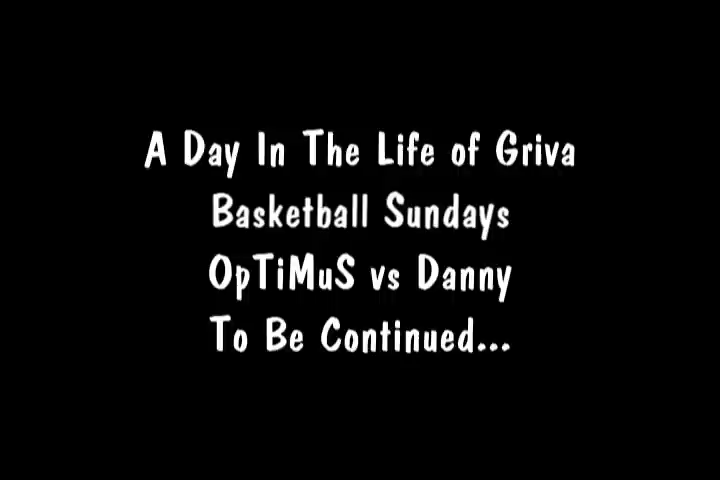 A Day In The Life of Griva
Basketball Sundays
OpTiMuS vs Danny
To Be Continued...